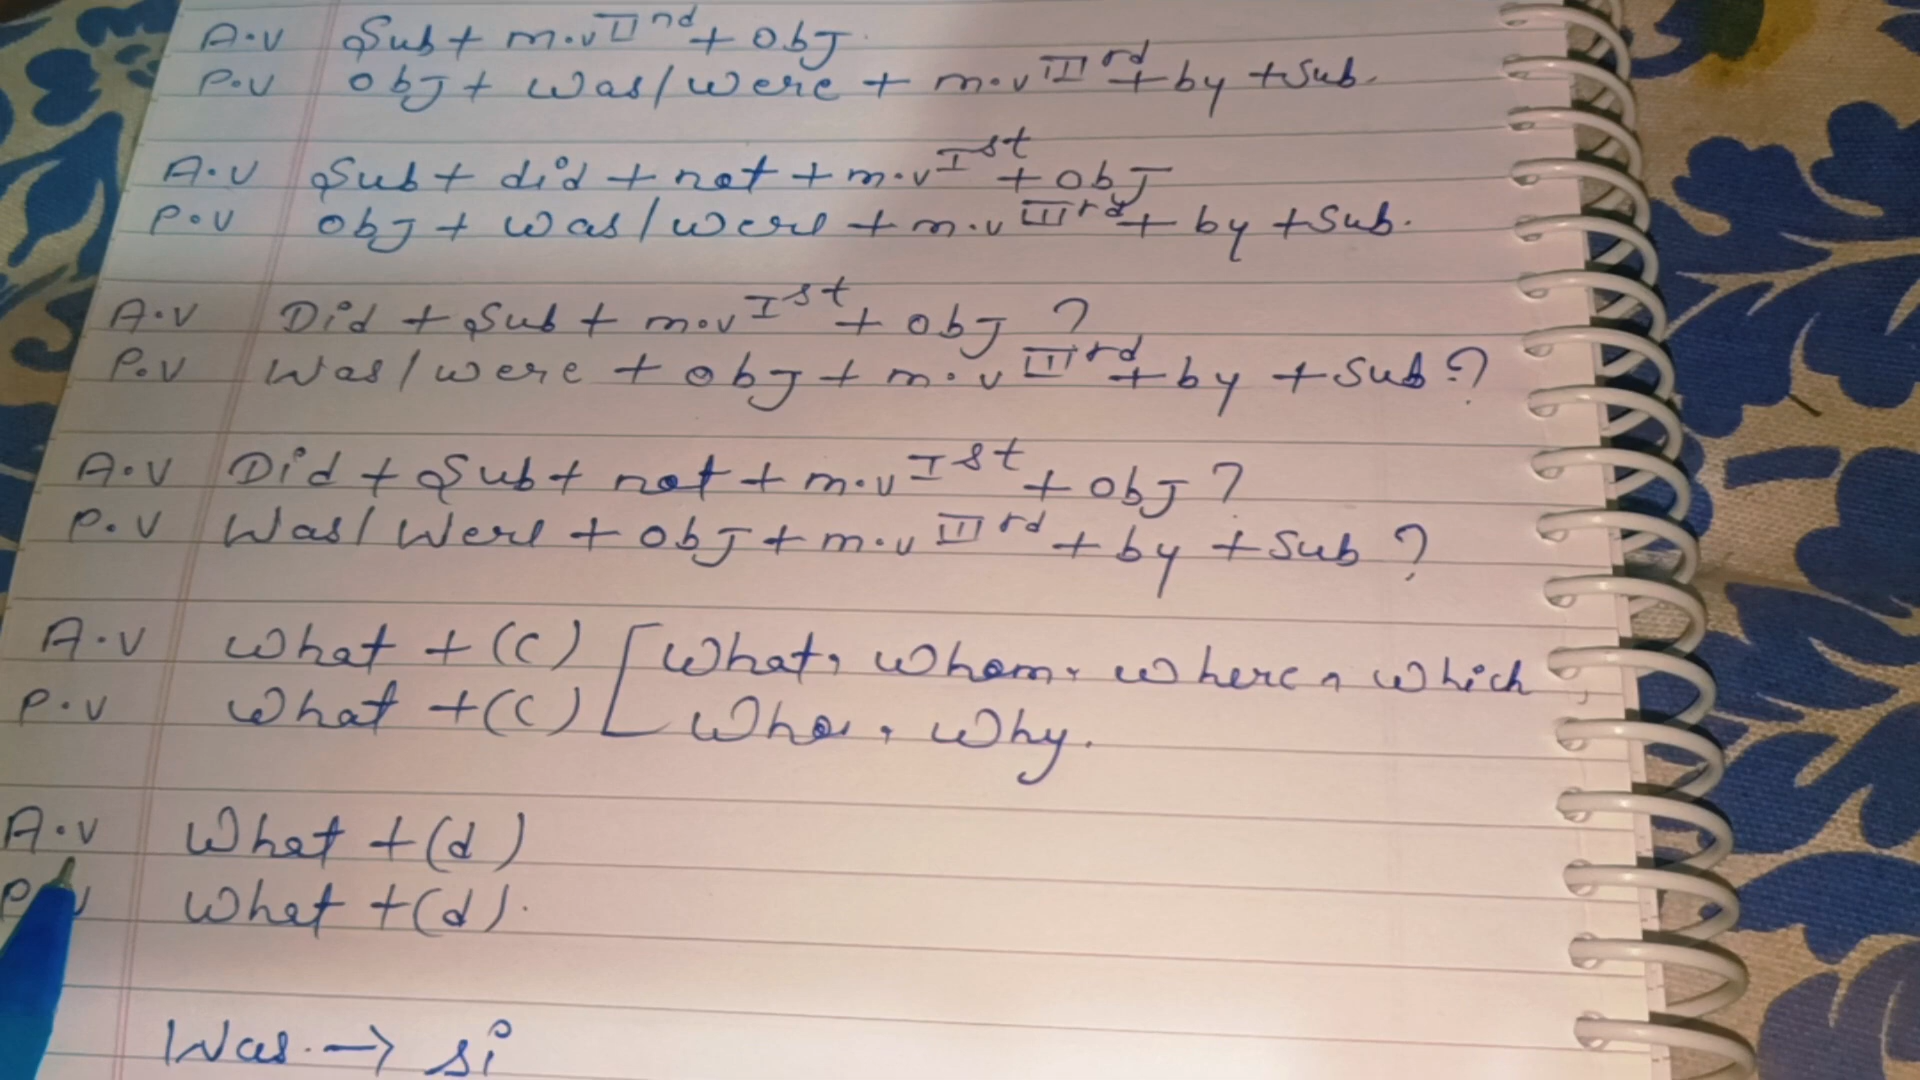 A.V Sub + m.v IInd + obj.
P.V obj + was/were + m.v IIIrd + by + Sub.
A.V Sub + did + not + m.v Ist + obj
P.V obj + was/were + m.v IIIrd + by + Sub.
A.V Did + Sub + m.v Ist + obj ?
P.V Was/were + obj + m.v IIIrd + by + Sub ?
A.V Did + Sub + not + m.v Ist + obj ?
P.V Was/Were + obj + m.v IIIrd + by + Sub ?
A.V What + (c) [ What, Whom, where, which
P.V What + (c) [ Who, Why.
A.V What + (d)
P.V What + (d).
Was. → si